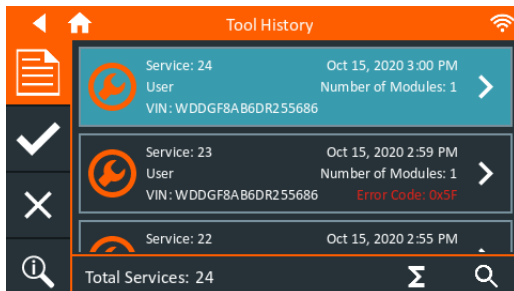 Tool History
Service: 24 Oct 15, 2020 3:00 PM
User Number of Modules: 1
VIN: WDDGF8AB6DR255686
Service: 23 Oct 15, 2020 2:59 PM
User Number of Modules: 1
VIN: WDDGF8AB6DR255686 Error Code: 0x5F
Service: 22 Oct 15, 2020 2:55 PM
Total Services: 24 Σ